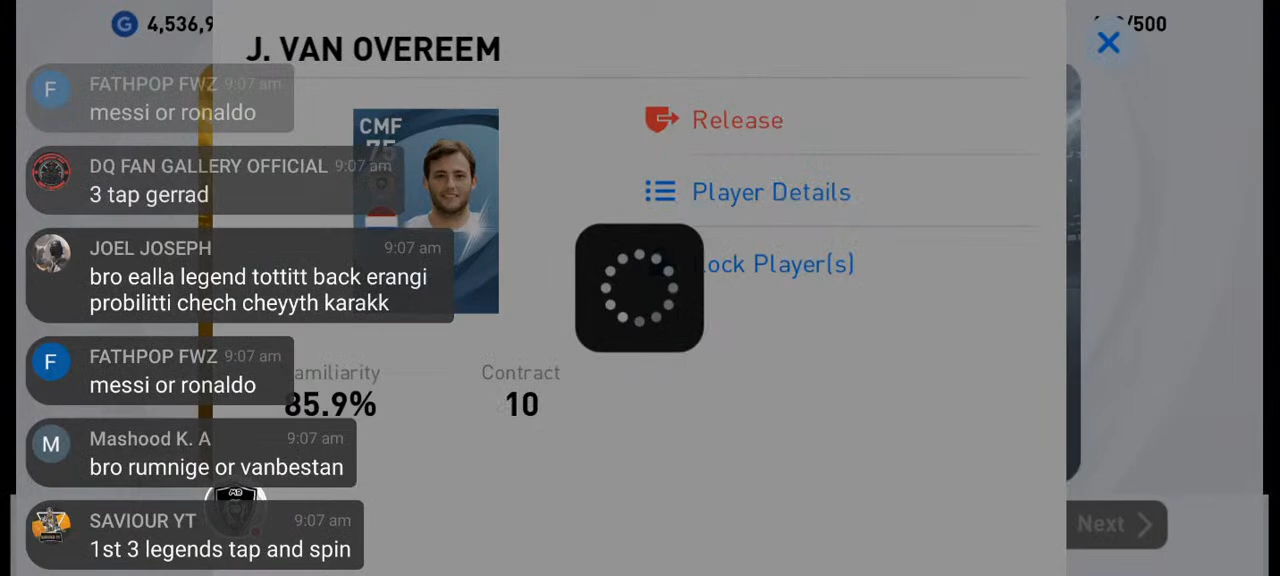 4,536,9
/500
J. VAN OVEREEM
CMF
75
Release
Player Details
ock Player(s)
amiliarity
85.9%
Contract
10
Next
FATHPOP FWZ 9:07 am
messi or ronaldo
DQ FAN GALLERY OFFICIAL 9:07 am
3 tap gerrad
JOEL JOSEPH 9:07 am
bro ealla legend tottitt back erangi
probilitti chech cheyyth karakk
FATHPOP FWZ 9:07 am
messi or ronaldo
Mashood K. A 9:07 am
bro rumnige or vanbestan
SAVIOUR YT 9:07 am
1st 3 legends tap and spin